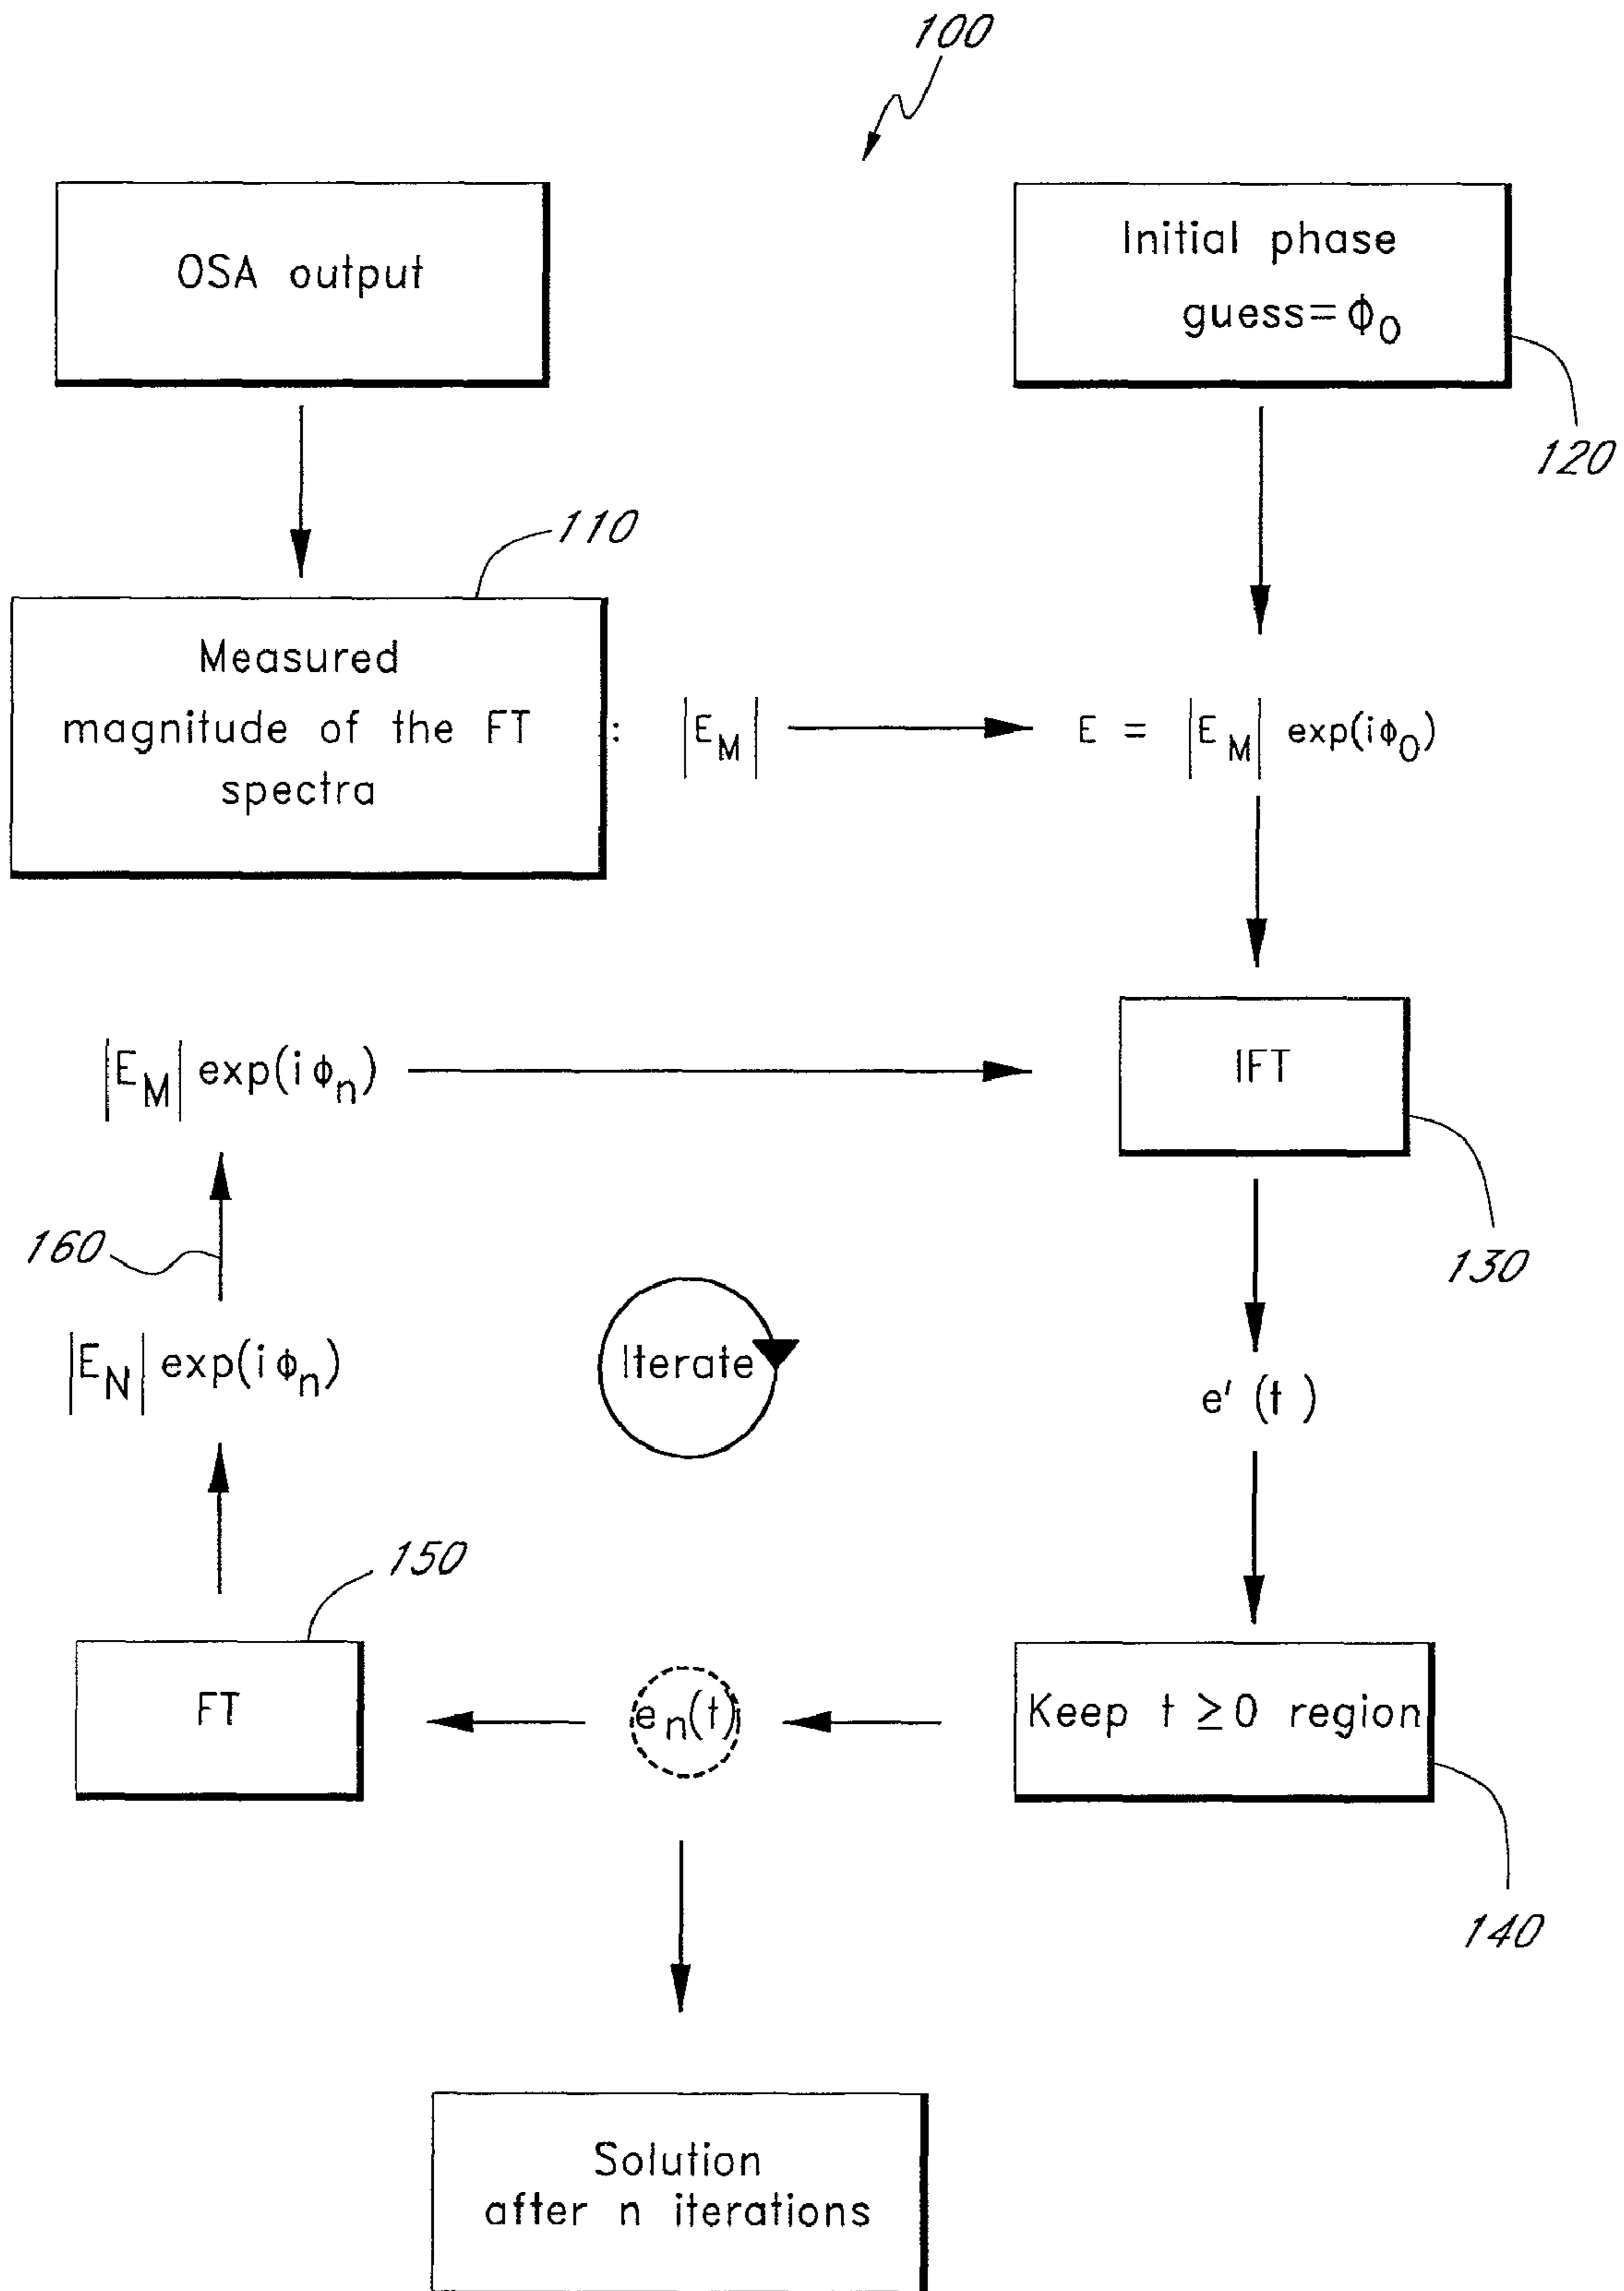 100
OSA output
Initial phase
guess=ϕ0
120
110
Measured
magnitude of the FT
spectra
: |EM|
E = |EM| exp(iϕ0)
|EM| exp(iϕn)
IFT
130
160
|EN| exp(iϕn)
Iterate
e' (t)
150
FT
en(t)
Keep t ≥ 0 region
140
Solution
after n iterations